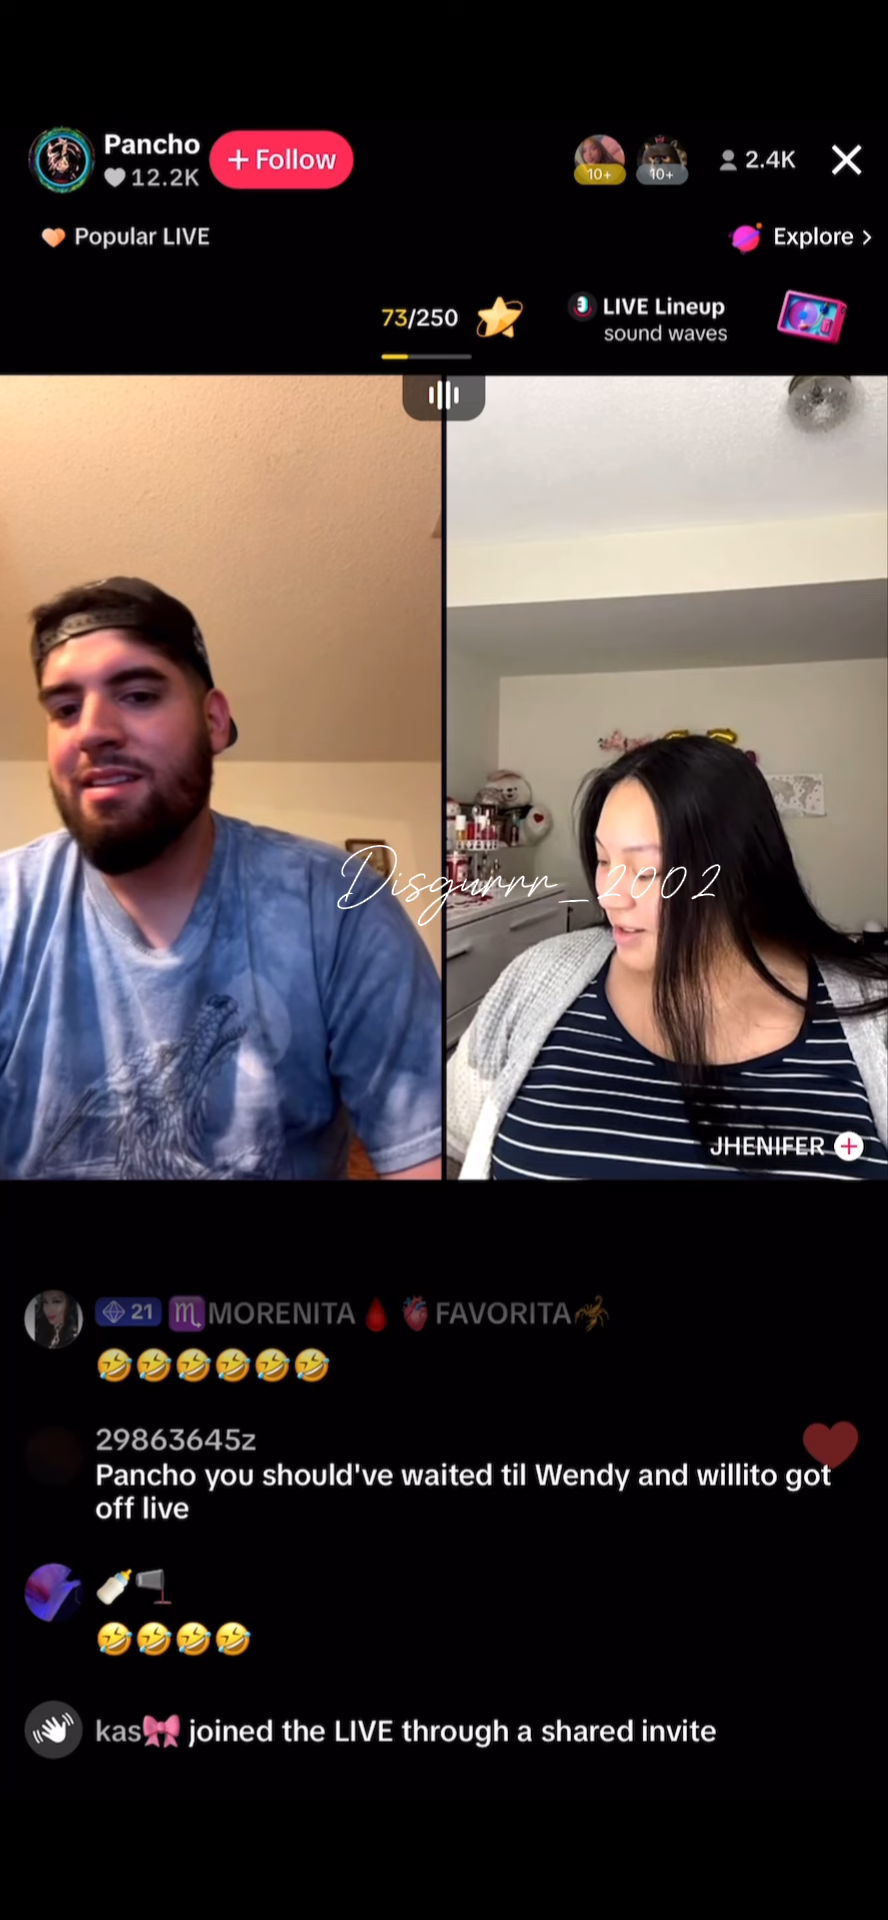 Pancho
12.2K
+ Follow
10+
10+
2.4K
Popular LIVE
Explore >
73/250
LIVE Lineup
sound waves
Disgurrr_2002
JHENIFER
21 ♏MORENITA🩸🫀FAVORITA🦂
🤣🤣🤣🤣🤣🤣
29863645z
Pancho you should've waited til Wendy and willito got
off live
🤣🤣🤣🤣
kas🎀 joined the LIVE through a shared invite